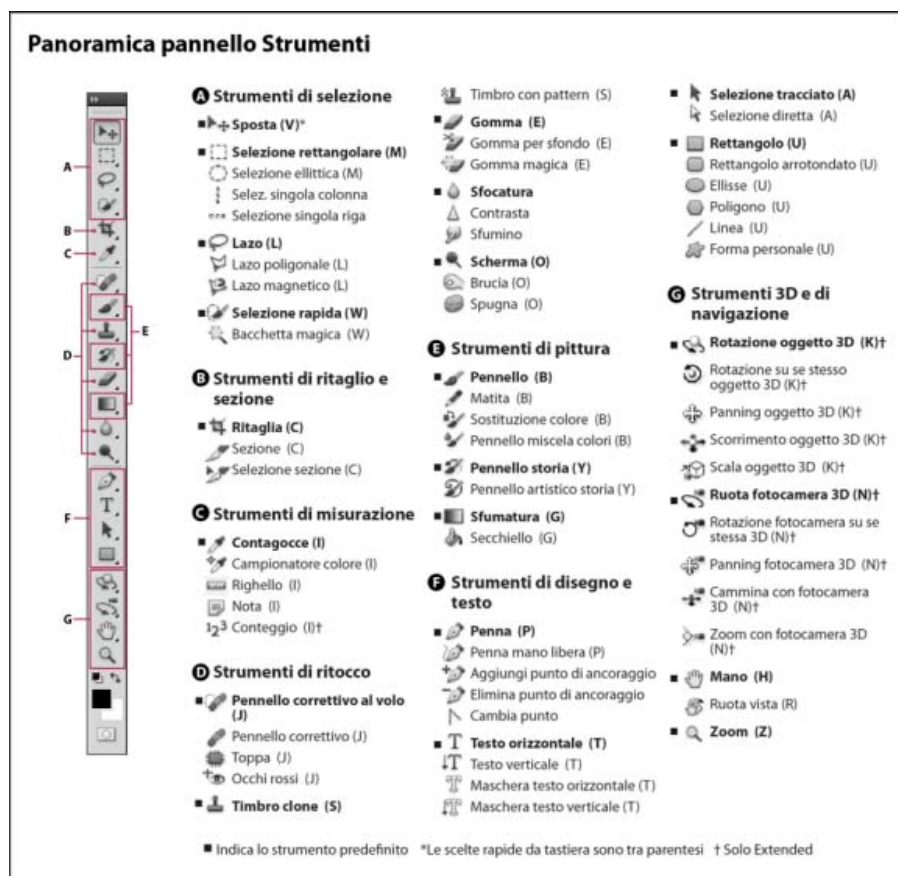 Panoramica pannello Strumenti
A
B
C
D
E
F
G
A Strumenti di selezione
Sposta (V)*
Selezione rettangolare (M)
Selezione ellittica (M)
Selez. singola colonna
Selezione singola riga
Lazo (L)
Lazo poligonale (L)
Lazo magnetico (L)
Selezione rapida (W)
Bacchetta magica (W)
B Strumenti di ritaglio e
sezione
Ritaglia (C)
Sezione (C)
Selezione sezione (C)
C Strumenti di misurazione
Contagocce (I)
Campionatore colore (I)
Righello (I)
Nota (I)
Conteggio (I)†
D Strumenti di ritocco
Pennello correttivo al volo
(J)
Pennello correttivo (J)
Toppa (J)
Occhi rossi (J)
Timbro clone (S)
Timbro con pattern (S)
Gomma (E)
Gomma per sfondo (E)
Gomma magica (E)
Sfocatura
Contrasta
Sfumino
Scherma (O)
Brucia (O)
Spugna (O)
E Strumenti di pittura
Pennello (B)
Matita (B)
Sostituzione colore (B)
Pennello miscela colori (B)
Pennello storia (Y)
Pennello artistico storia (Y)
Sfumatura (G)
Secchiello (G)
F Strumenti di disegno e
testo
Penna (P)
Penna mano libera (P)
Aggiungi punto di ancoraggio
Elimina punto di ancoraggio
Cambia punto
Testo orizzontale (T)
Testo verticale (T)
Maschera testo orizzontale (T)
Maschera testo verticale (T)
Selezione tracciato (A)
Selezione diretta (A)
Rettangolo (U)
Rettangolo arrotondato (U)
Ellisse (U)
Poligono (U)
Linea (U)
Forma personale (U)
G Strumenti 3D e di
navigazione
Rotazione oggetto 3D (K)†
Rotazione su se stesso
oggetto 3D (K)†
Panning oggetto 3D (K)†
Scorrimento oggetto 3D (K)†
Scala oggetto 3D (K)†
Ruota fotocamera 3D (N)†
Rotazione fotocamera su se
stessa 3D (N)†
Panning fotocamera 3D (N)†
Cammina con fotocamera
3D (N)†
Zoom con fotocamera 3D
(N)†
Mano (H)
Ruota vista (R)
Zoom (Z)
Indica lo strumento predefinito *Le scelte rapide da tastiera sono tra parentesi † Solo Extended